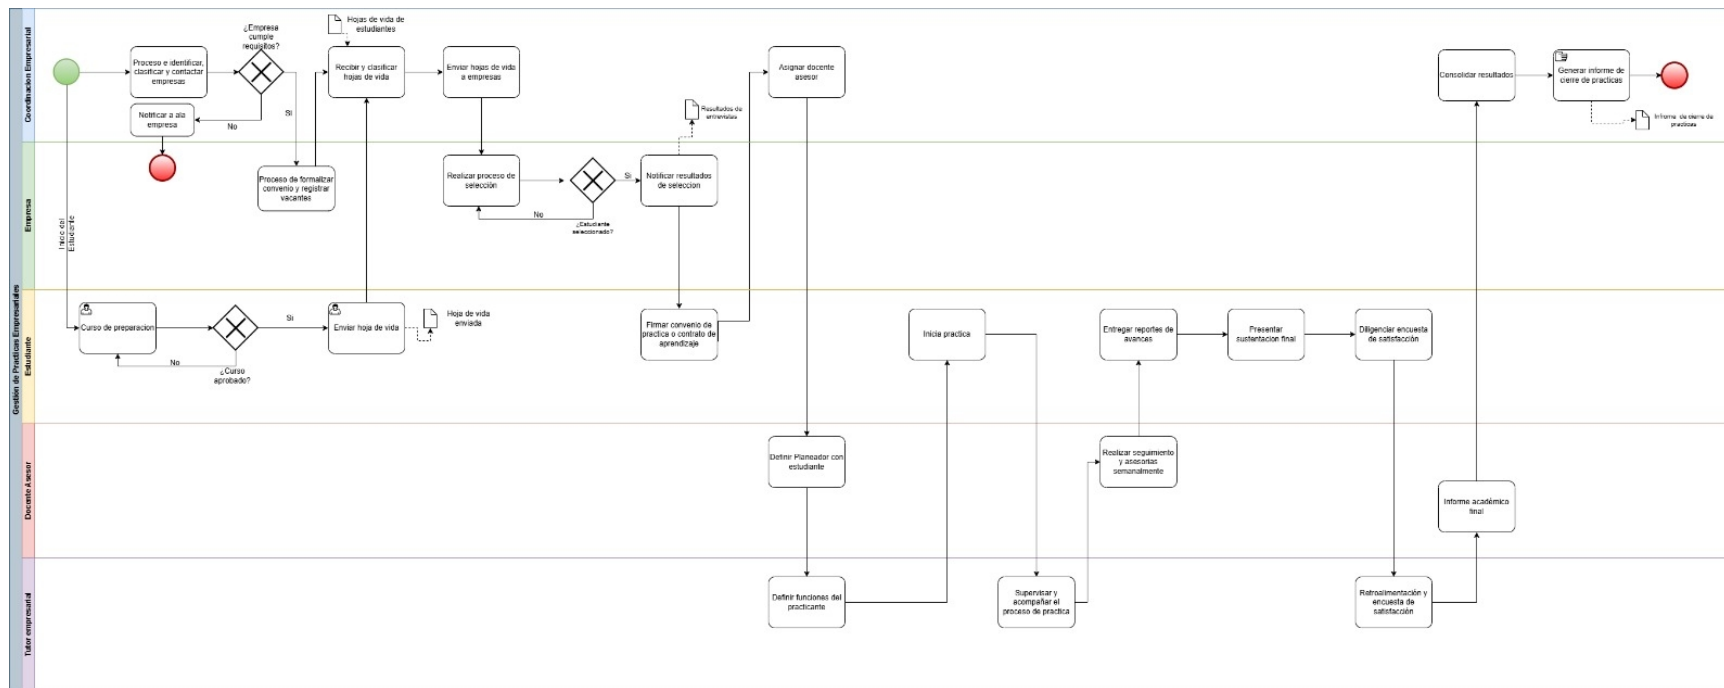 Gestión de Practicas Empresariales
Coordinacion Empresarial
Proceso e identificar,
clasificar y contactar
empresas
¿Empresa
cumple
requisitos?
No
Si
Notificar a ala
empresa
Hojas de vida de
estudiantes
Recibir y clasificar
hojas de vida
Enviar hojas de vida
a empresas
Asignar docente
asesor
Consolidar resultados
Generar informe de
cierre de practicas
Infrome de cierre de
practicas
Resultados de
entrevistas
Empresa
Inicio del
Estudiante
Proceso de formalizar
convenio y registrar
vacantes
Realizar proceso de
selección
Si
No
¿Estudiante
seleccionado?
Notificar resultados
de seleccion
Estudiante
Curso de preparacion
Si
No
¿Curso
aprobado?
Enviar hoja de vida
Hoja de vida
enviada
Firmar convenio de
practica o contrato de
aprendizaje
Inicia practica
Entregar reportes de
avances
Presentar
sustentacion final
Diligenciar encuesta
de satisfacción
Docente Asesor
Definir Planeador con
estudiante
Realizar seguimiento
y asesorias
semanalmente
Informe académico
final
Tutor empresarial
Definir funciones del
practicante
Supervisar y
acompañar el
proceso de practica
Retroalimentación y
encuesta de
satisfacción